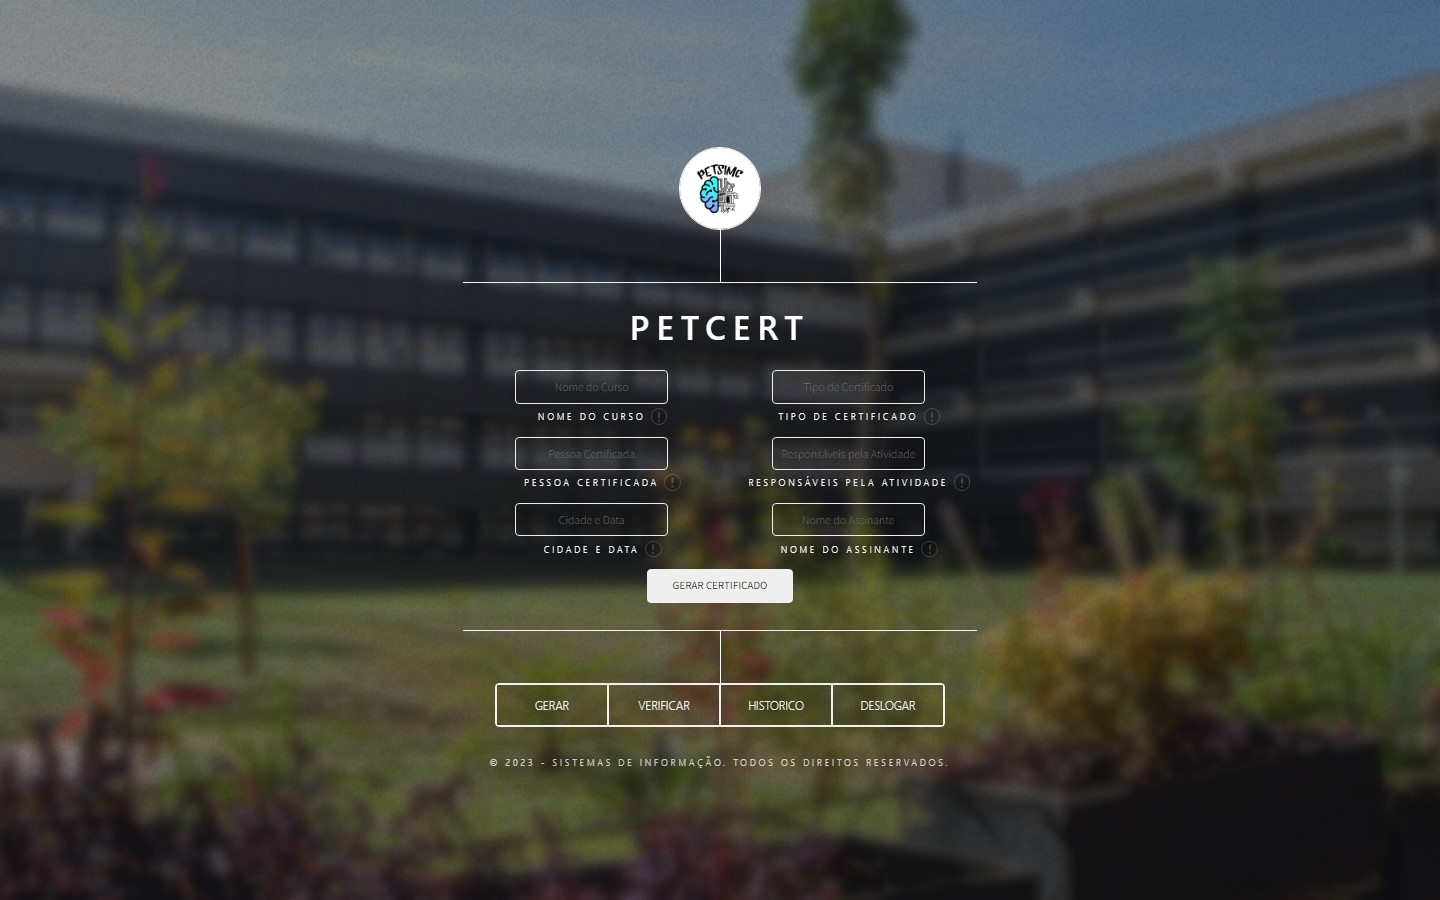 PETSIMC
PETCERT
Nome do Curso
Tipo de Certificado
NOME DO CURSO !
TIPO DE CERTIFICADO !
Pessoa Certificada
Responsáveis pela Atividade
PESSOA CERTIFICADA !
RESPONSÁVEIS PELA ATIVIDADE !
Cidade e Data
Nome do Assinante
CIDADE E DATA !
NOME DO ASSINANTE !
GERAR CERTIFICADO
GERAR
VERIFICAR
HISTORICO
DESLOGAR
© 2023 - SISTEMAS DE INFORMAÇÃO. TODOS OS DIREITOS RESERVADOS.